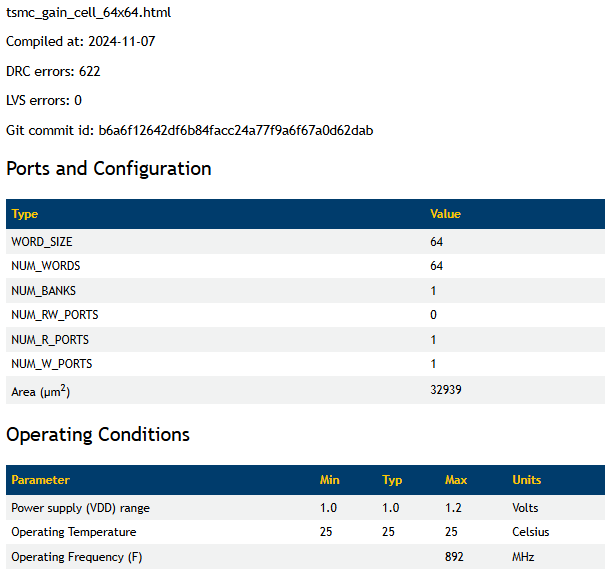 tsmc_gain_cell_64x64.html
Compiled at: 2024-11-07
DRC errors: 622
LVS errors: 0
Git commit id: b6a6f12642df6b84facc24a77f9a6f67a0d62dab
Ports and Configuration
Type Value
WORD_SIZE 64
NUM_WORDS 64
NUM_BANKS 1
NUM_RW_PORTS 0
NUM_R_PORTS 1
NUM_W_PORTS 1
Area (µm²) 32939
Operating Conditions
Parameter Min Typ Max Units
Power supply (VDD) range 1.0 1.0 1.2 Volts
Operating Temperature 25 25 25 Celsius
Operating Frequency (F) 892 MHz